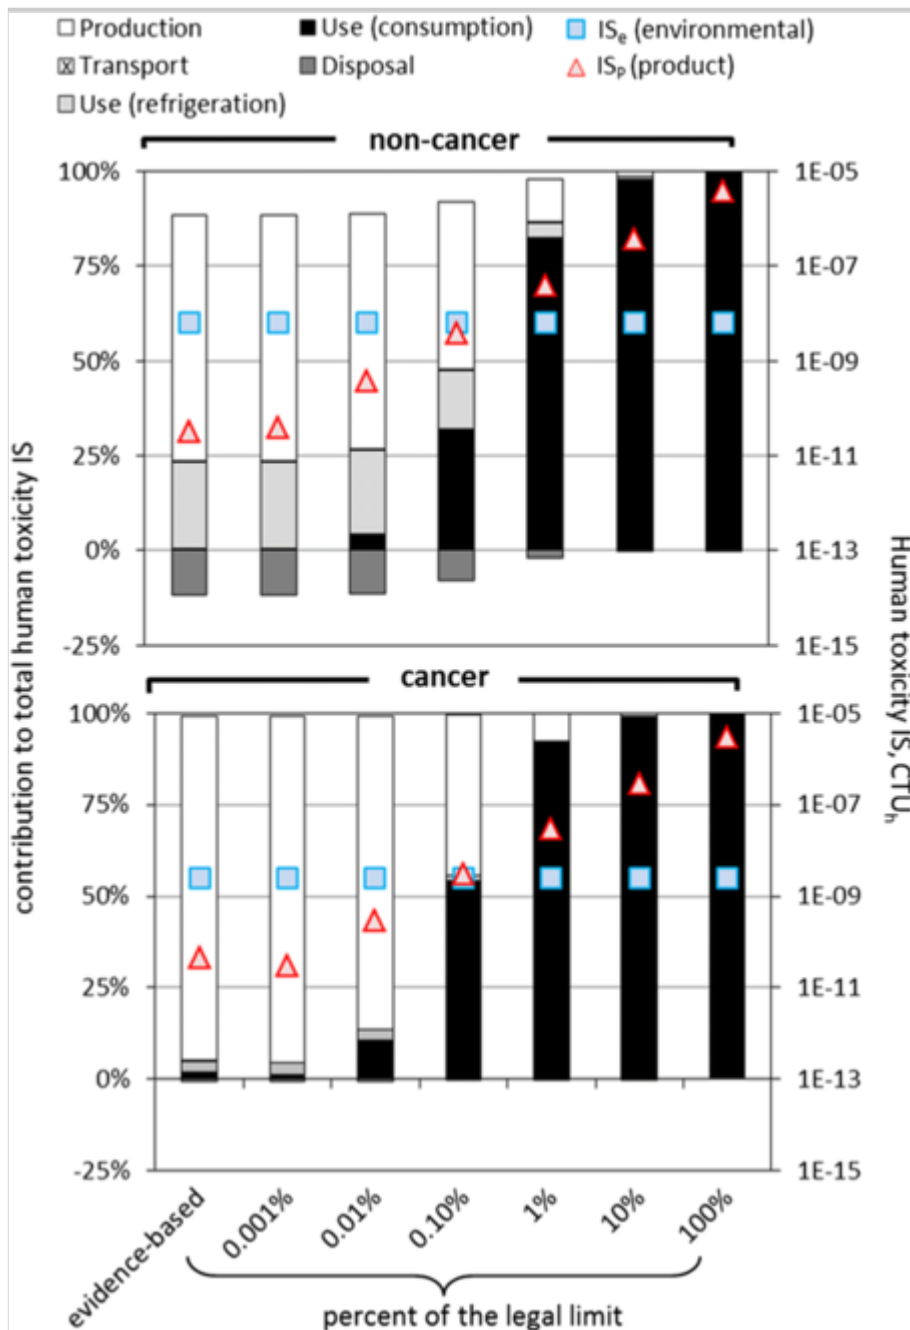 Production Use (consumption) ISe (environmental)
Transport Disposal ISp (product)
Use (refrigeration)
non-cancer
100% 1E-05
75% 1E-07
50% 1E-09
25% 1E-11
0% 1E-13
-25% 1E-15
cancer
100% 1E-05
75% 1E-07
50% 1E-09
25% 1E-11
0% 1E-13
-25% 1E-15
contribution to total human toxicity IS
Human toxicity IS, CTUh
evidence-based 0.001% 0.01% 0.10% 1% 10% 100%
percent of the legal limit